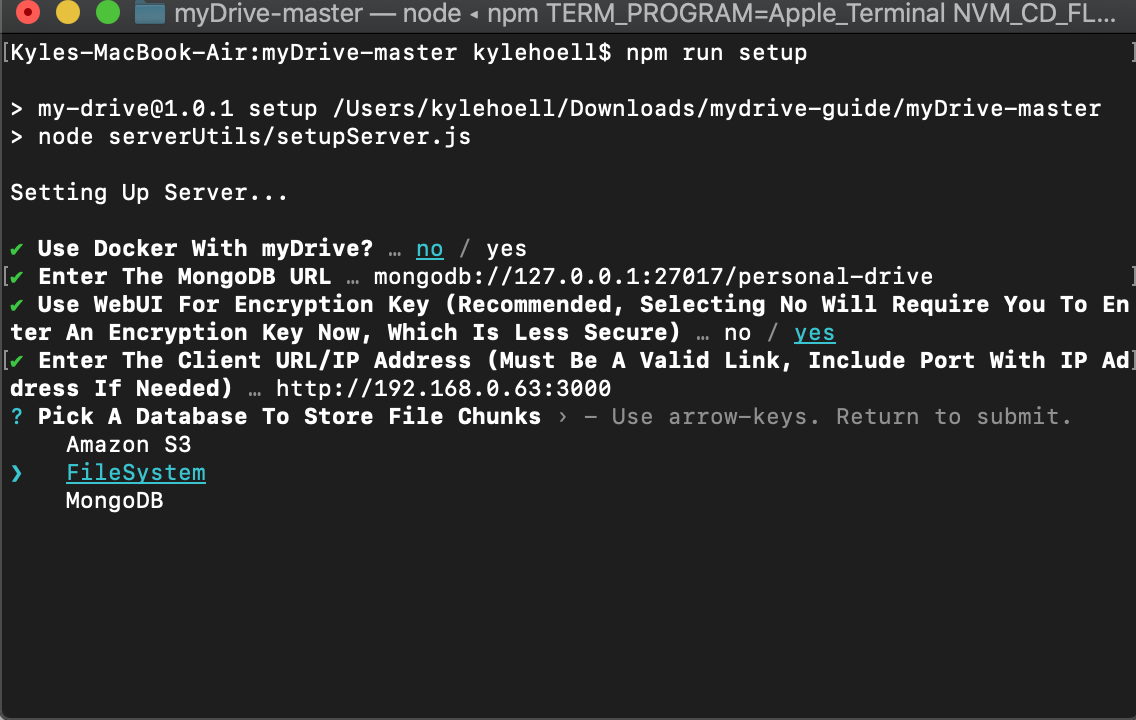 myDrive-master — node ◂ npm TERM_PROGRAM=Apple_Terminal NVM_CD_FL...
[Kyles-MacBook-Air:myDrive-master kylehoell$ npm run setup ]
> my-drive@1.0.1 setup /Users/kylehoell/Downloads/mydrive-guide/myDrive-master
> node serverUtils/setupServer.js
Setting Up Server...
✔ Use Docker With myDrive? … no / yes
[✔ Enter The MongoDB URL … mongodb://127.0.0.1:27017/personal-drive ]
✔ Use WebUI For Encryption Key (Recommended, Selecting No Will Require You To En
ter An Encryption Key Now, Which Is Less Secure) … no / yes
[✔ Enter The Client URL/IP Address (Must Be A Valid Link, Include Port With IP Ad]
dress If Needed) … http://192.168.0.63:3000
? Pick A Database To Store File Chunks › - Use arrow-keys. Return to submit.
Amazon S3
❯ FileSystem
MongoDB